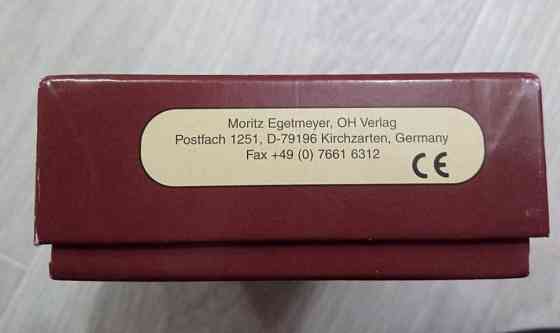 Moritz Egetmeyer, OH Verlag
Postfach 1251, D-79196 Kirchzarten, Germany
Fax +49 (0) 7661 6312
CE